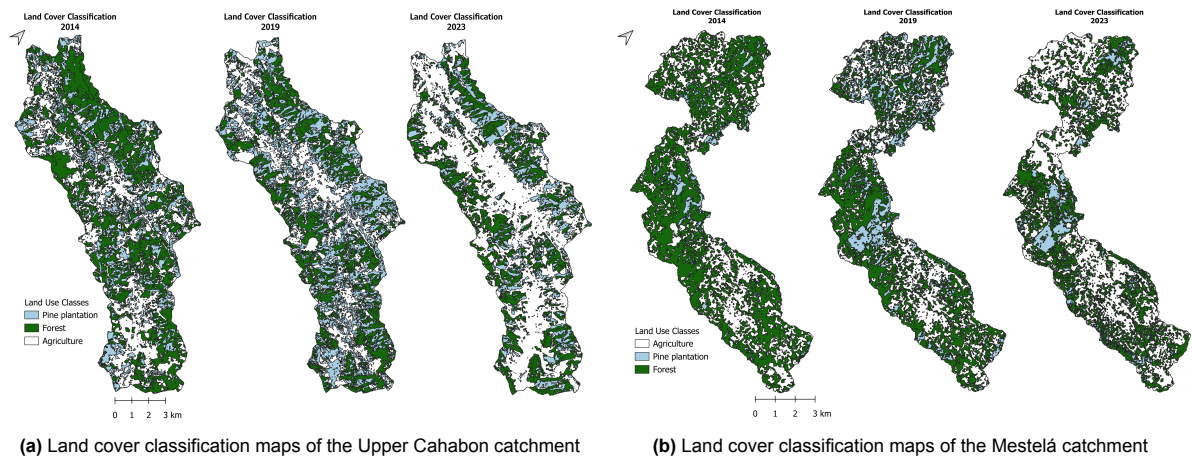 Land Cover Classification
2014
Land Cover Classification
2019
Land Cover Classification
2023
Land Use Classes
Pine plantation
Forest
Agriculture
0 1 2 3 km
(a) Land cover classification maps of the Upper Cahabon catchment
Land Cover Classification
2014
Land Cover Classification
2019
Land Cover Classification
2023
Land Use Classes
Agriculture
Pine plantation
Forest
0 1 2 3 km
(b) Land cover classification maps of the Mestelá catchment